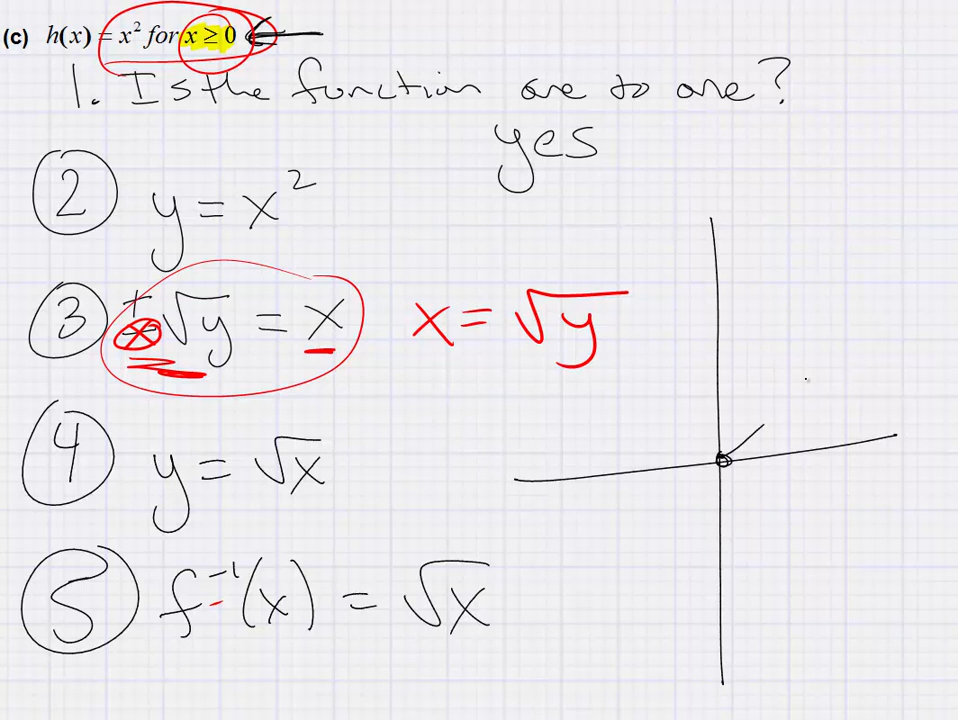 (c) h(x) = x² for x ≥ 0
1. Is the function one to one?
yes
2 y = x²
3 ±√y = x x = √y
4 y = √x
5 f⁻¹(x) = √x